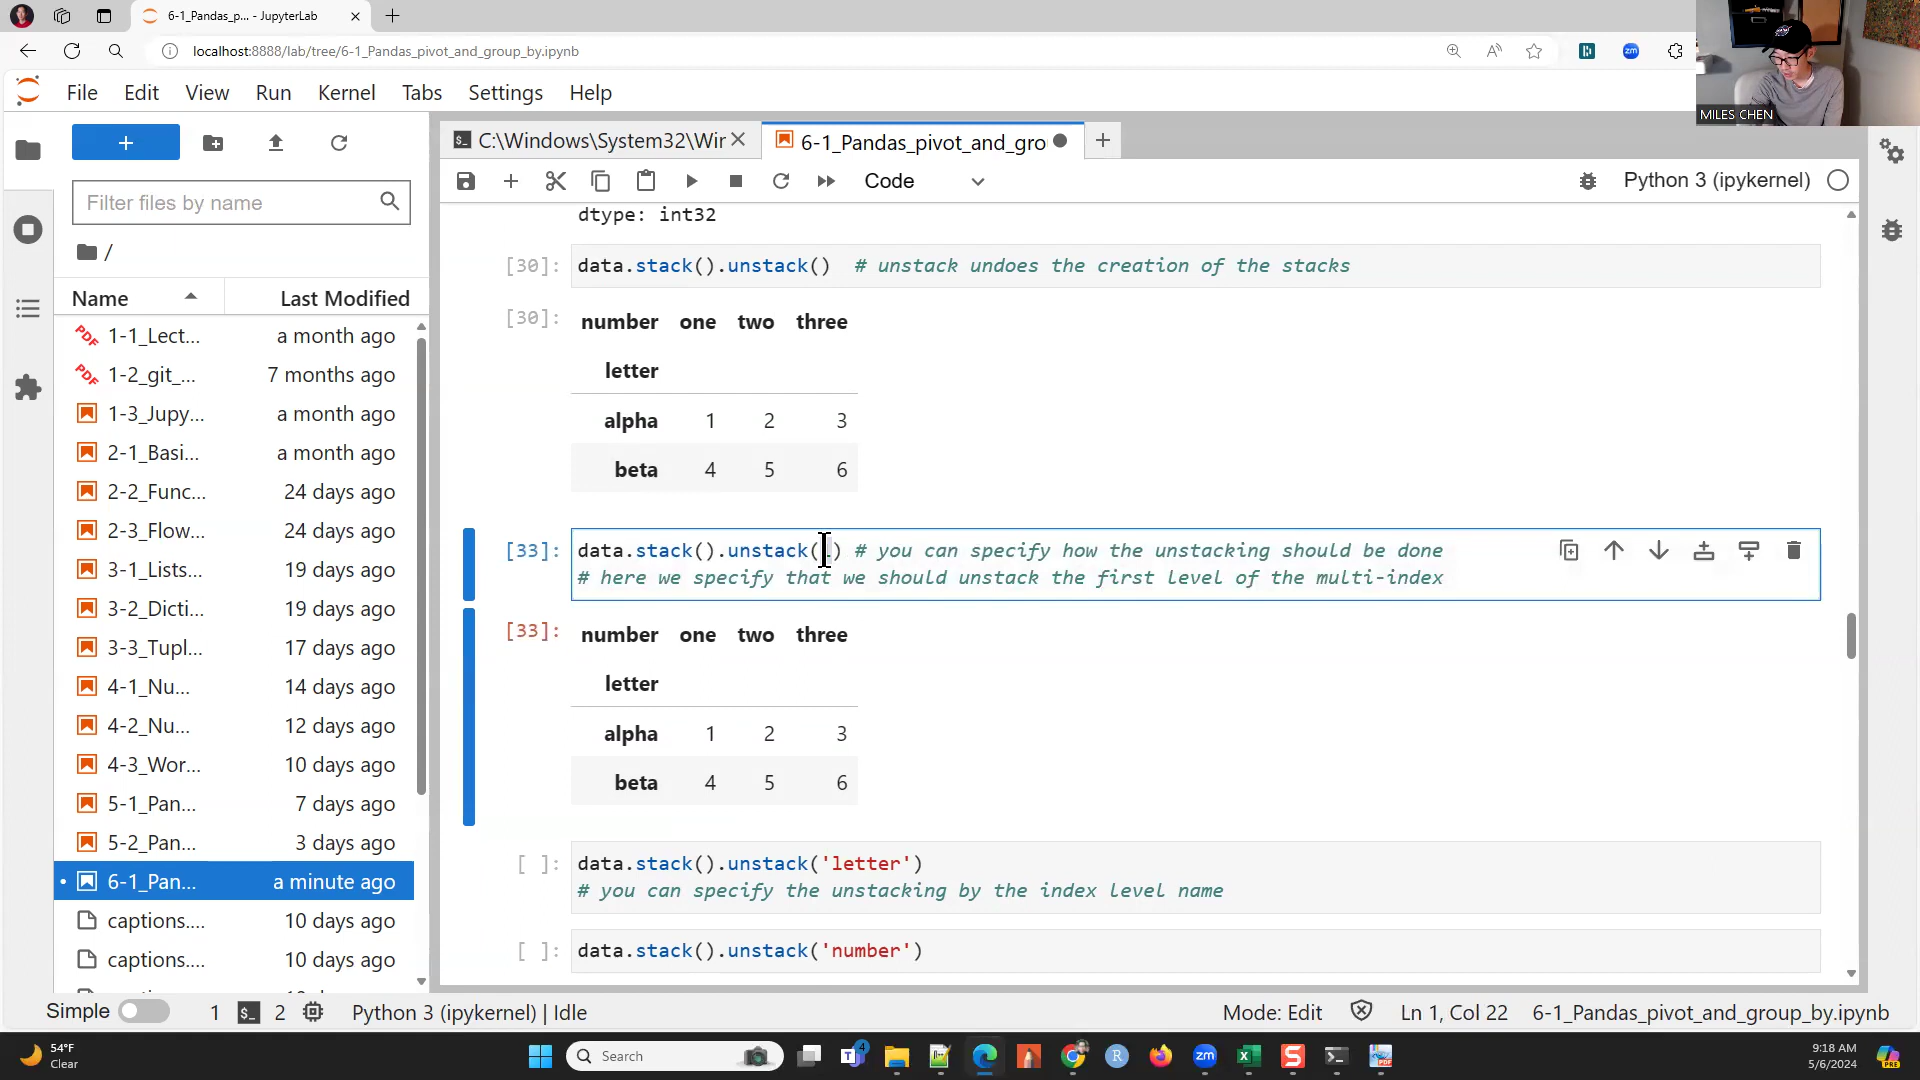 6-1_Pandas_p... - JupyterLab
localhost:8888/lab/tree/6-1_Pandas_pivot_and_group_by.ipynb
MILES CHEN
File Edit View Run Kernel Tabs Settings Help
C:\Windows\System32\Wir
6-1_Pandas_pivot_and_gro
Filter files by name
Code
Python 3 (ipykernel)
/
Name Last Modified
1-1_Lect... a month ago
1-2_git_... 7 months ago
1-3_Jupy... a month ago
2-1_Basi... a month ago
2-2_Func... 24 days ago
2-3_Flow... 24 days ago
3-1_Lists... 19 days ago
3-2_Dicti... 19 days ago
3-3_Tupl... 17 days ago
4-1_Nu... 14 days ago
4-2_Nu... 12 days ago
4-3_Wor... 10 days ago
5-1_Pan... 7 days ago
5-2_Pan... 3 days ago
6-1_Pan... a minute ago
captions.... 10 days ago
captions.... 10 days ago
dtype: int32
[30]: data.stack().unstack() # unstack undoes the creation of the stacks
[30]: number one two three
letter
alpha 1 2 3
beta 4 5 6
[33]: data.stack().unstack( ) # you can specify how the unstacking should be done
# here we specify that we should unstack the first level of the multi-index
[33]: number one two three
letter
alpha 1 2 3
beta 4 5 6
[ ]: data.stack().unstack('letter')
# you can specify the unstacking by the index level name
[ ]: data.stack().unstack('number')
Simple 1 2 Python 3 (ipykernel) | Idle
Mode: Edit Ln 1, Col 22 6-1_Pandas_pivot_and_group_by.ipynb
54°F
Clear
Search
4
9:18 AM
5/6/2024